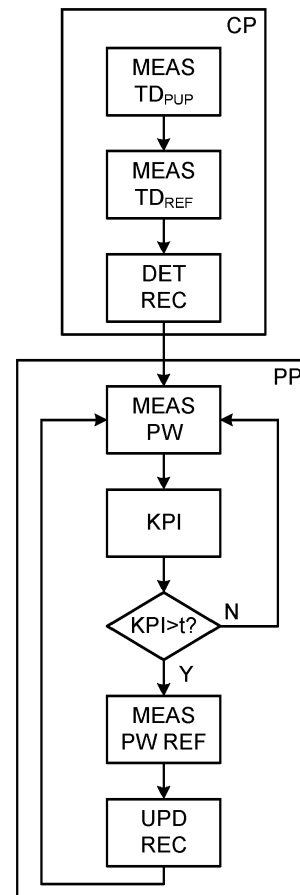 CP
MEAS
TDPUP
MEAS
TDREF
DET
REC
PP
MEAS
PW
KPI
KPI>t?
N
Y
MEAS
PW REF
UPD
REC